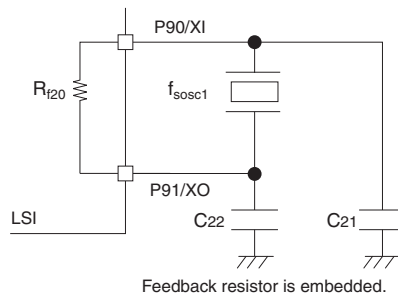 P90/XI
Rf20
fsosc1
P91/XO
LSI
C22
C21
Feedback resistor is embedded.